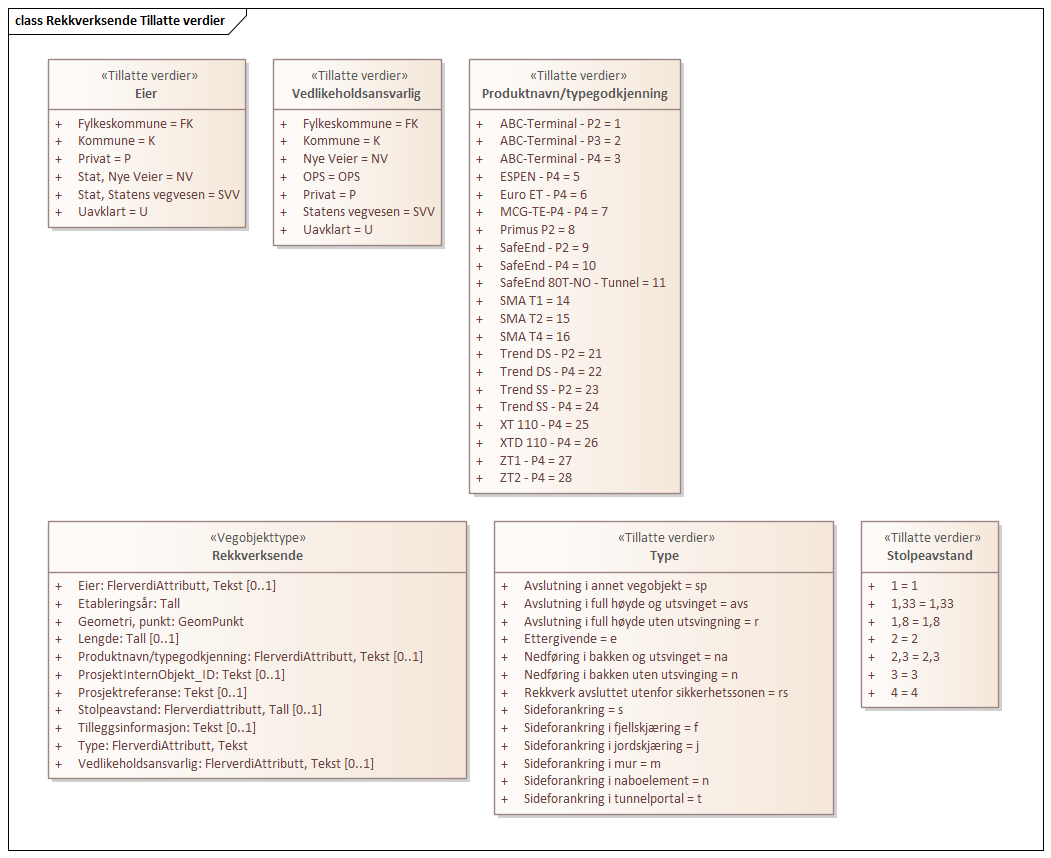 class Rekkverksende Tillatte verdier
«Tillatte verdier»
Eier
+ Fylkeskommune = FK
+ Kommune = K
+ Privat = P
+ Stat, Nye Veier = NV
+ Stat, Statens vegvesen = SVV
+ Uavklart = U
«Tillatte verdier»
Vedlikeholdsansvarlig
+ Fylkeskommune = FK
+ Kommune = K
+ Nye Veier = NV
+ OPS = OPS
+ Privat = P
+ Statens vegvesen = SVV
+ Uavklart = U
«Tillatte verdier»
Produktnavn/typegodkjenning
+ ABC-Terminal - P2 = 1
+ ABC-Terminal - P3 = 2
+ ABC-Terminal - P4 = 3
+ ESPEN - P4 = 5
+ Euro ET - P4 = 6
+ MCG-TE-P4 - P4 = 7
+ Primus P2 = 8
+ SafeEnd - P2 = 9
+ SafeEnd - P4 = 10
+ SafeEnd 80T-NO - Tunnel = 11
+ SMA T1 = 14
+ SMA T2 = 15
+ SMA T4 = 16
+ Trend DS - P2 = 21
+ Trend DS - P4 = 22
+ Trend SS - P2 = 23
+ Trend SS - P4 = 24
+ XT 110 - P4 = 25
+ XTD 110 - P4 = 26
+ ZT1 - P4 = 27
+ ZT2 - P4 = 28
«Vegobjekttype»
Rekkverksende
+ Eier: FlerverdiAttributt, Tekst [0..1]
+ Etableringsår: Tall
+ Geometri, punkt: GeomPunkt
+ Lengde: Tall [0..1]
+ Produktnavn/typegodkjenning: FlerverdiAttributt, Tekst [0..1]
+ ProsjektInternObjekt_ID: Tekst [0..1]
+ Prosjektreferanse: Tekst [0..1]
+ Stolpeavstand: Flerverdiattributt, Tall [0..1]
+ Tilleggsinformasjon: Tekst [0..1]
+ Type: FlerverdiAttributt, Tekst
+ Vedlikeholdsansvarlig: FlerverdiAttributt, Tekst [0..1]
«Tillatte verdier»
Type
+ Avslutning i annet vegobjekt = sp
+ Avslutning i full høyde og utsvinget = avs
+ Avslutning i full høyde uten utsvingning = r
+ Ettergivende = e
+ Nedføring i bakken og utsvinget = na
+ Nedføring i bakken uten utsvinging = n
+ Rekkverk avsluttet utenfor sikkerhetssonen = rs
+ Sideforankring = s
+ Sideforankring i fjellskjæring = f
+ Sideforankring i jordskjæring = j
+ Sideforankring i mur = m
+ Sideforankring i naboelement = n
+ Sideforankring i tunnelportal = t
«Tillatte verdier»
Stolpeavstand
+ 1 = 1
+ 1,33 = 1,33
+ 1,8 = 1,8
+ 2 = 2
+ 2,3 = 2,3
+ 3 = 3
+ 4 = 4